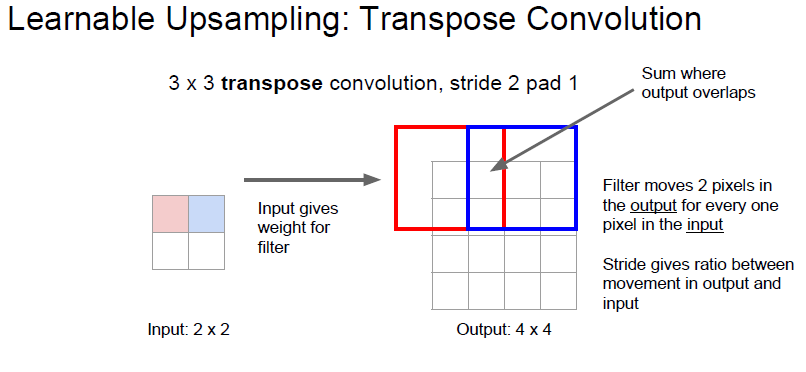 Learnable Upsampling: Transpose Convolution
3 x 3 transpose convolution, stride 2 pad 1
Sum where
output overlaps
Input gives
weight for
filter
Filter moves 2 pixels in
the output for every one
pixel in the input
Stride gives ratio between
movement in output and
input
Input: 2 x 2
Output: 4 x 4